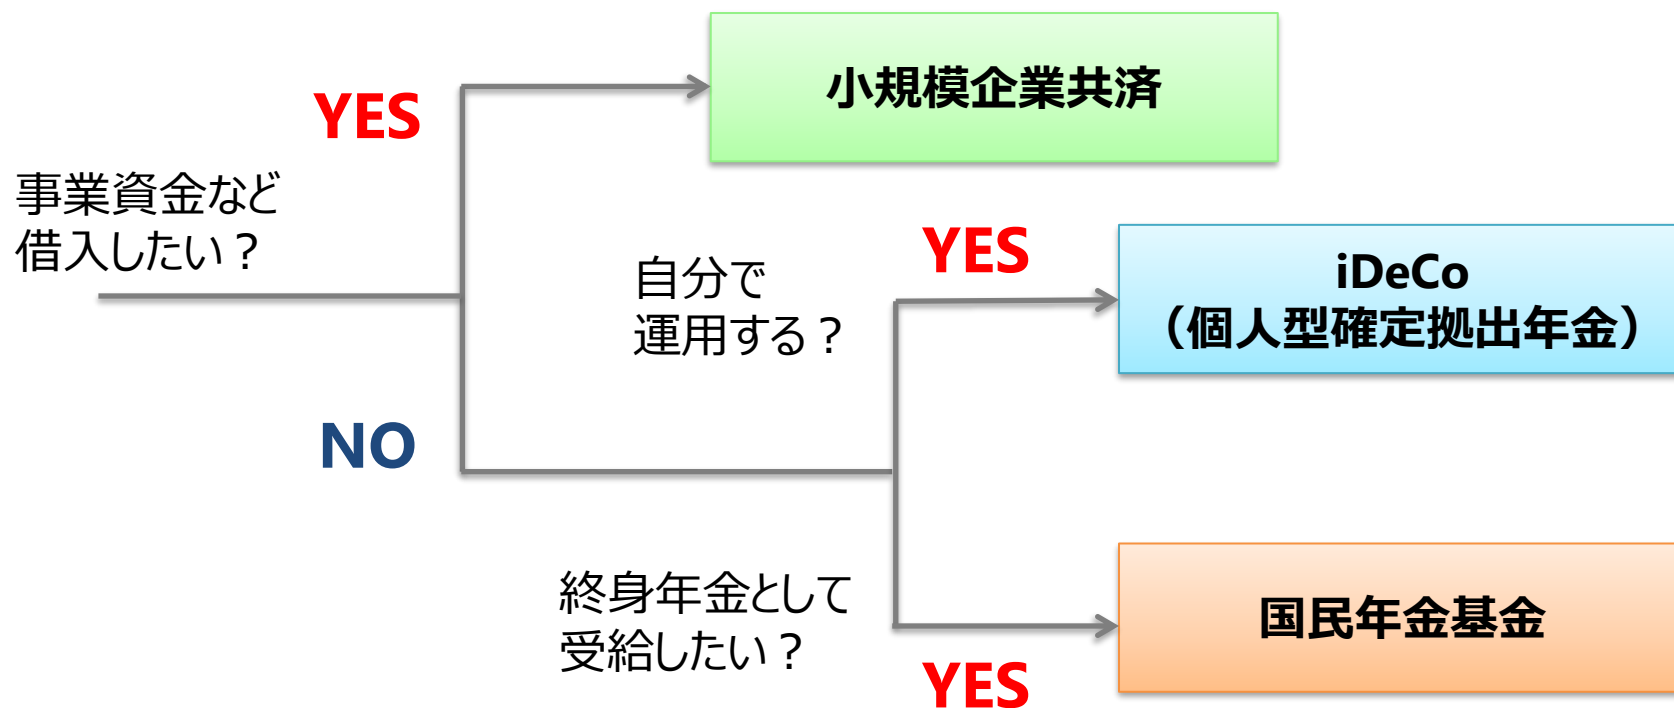 小規模企業共済
YES
事業資金など
借入したい？
YES
自分で
運用する？
iDeCo
（個人型確定拠出年金）
NO
終身年金として
受給したい？
国民年金基金
YES